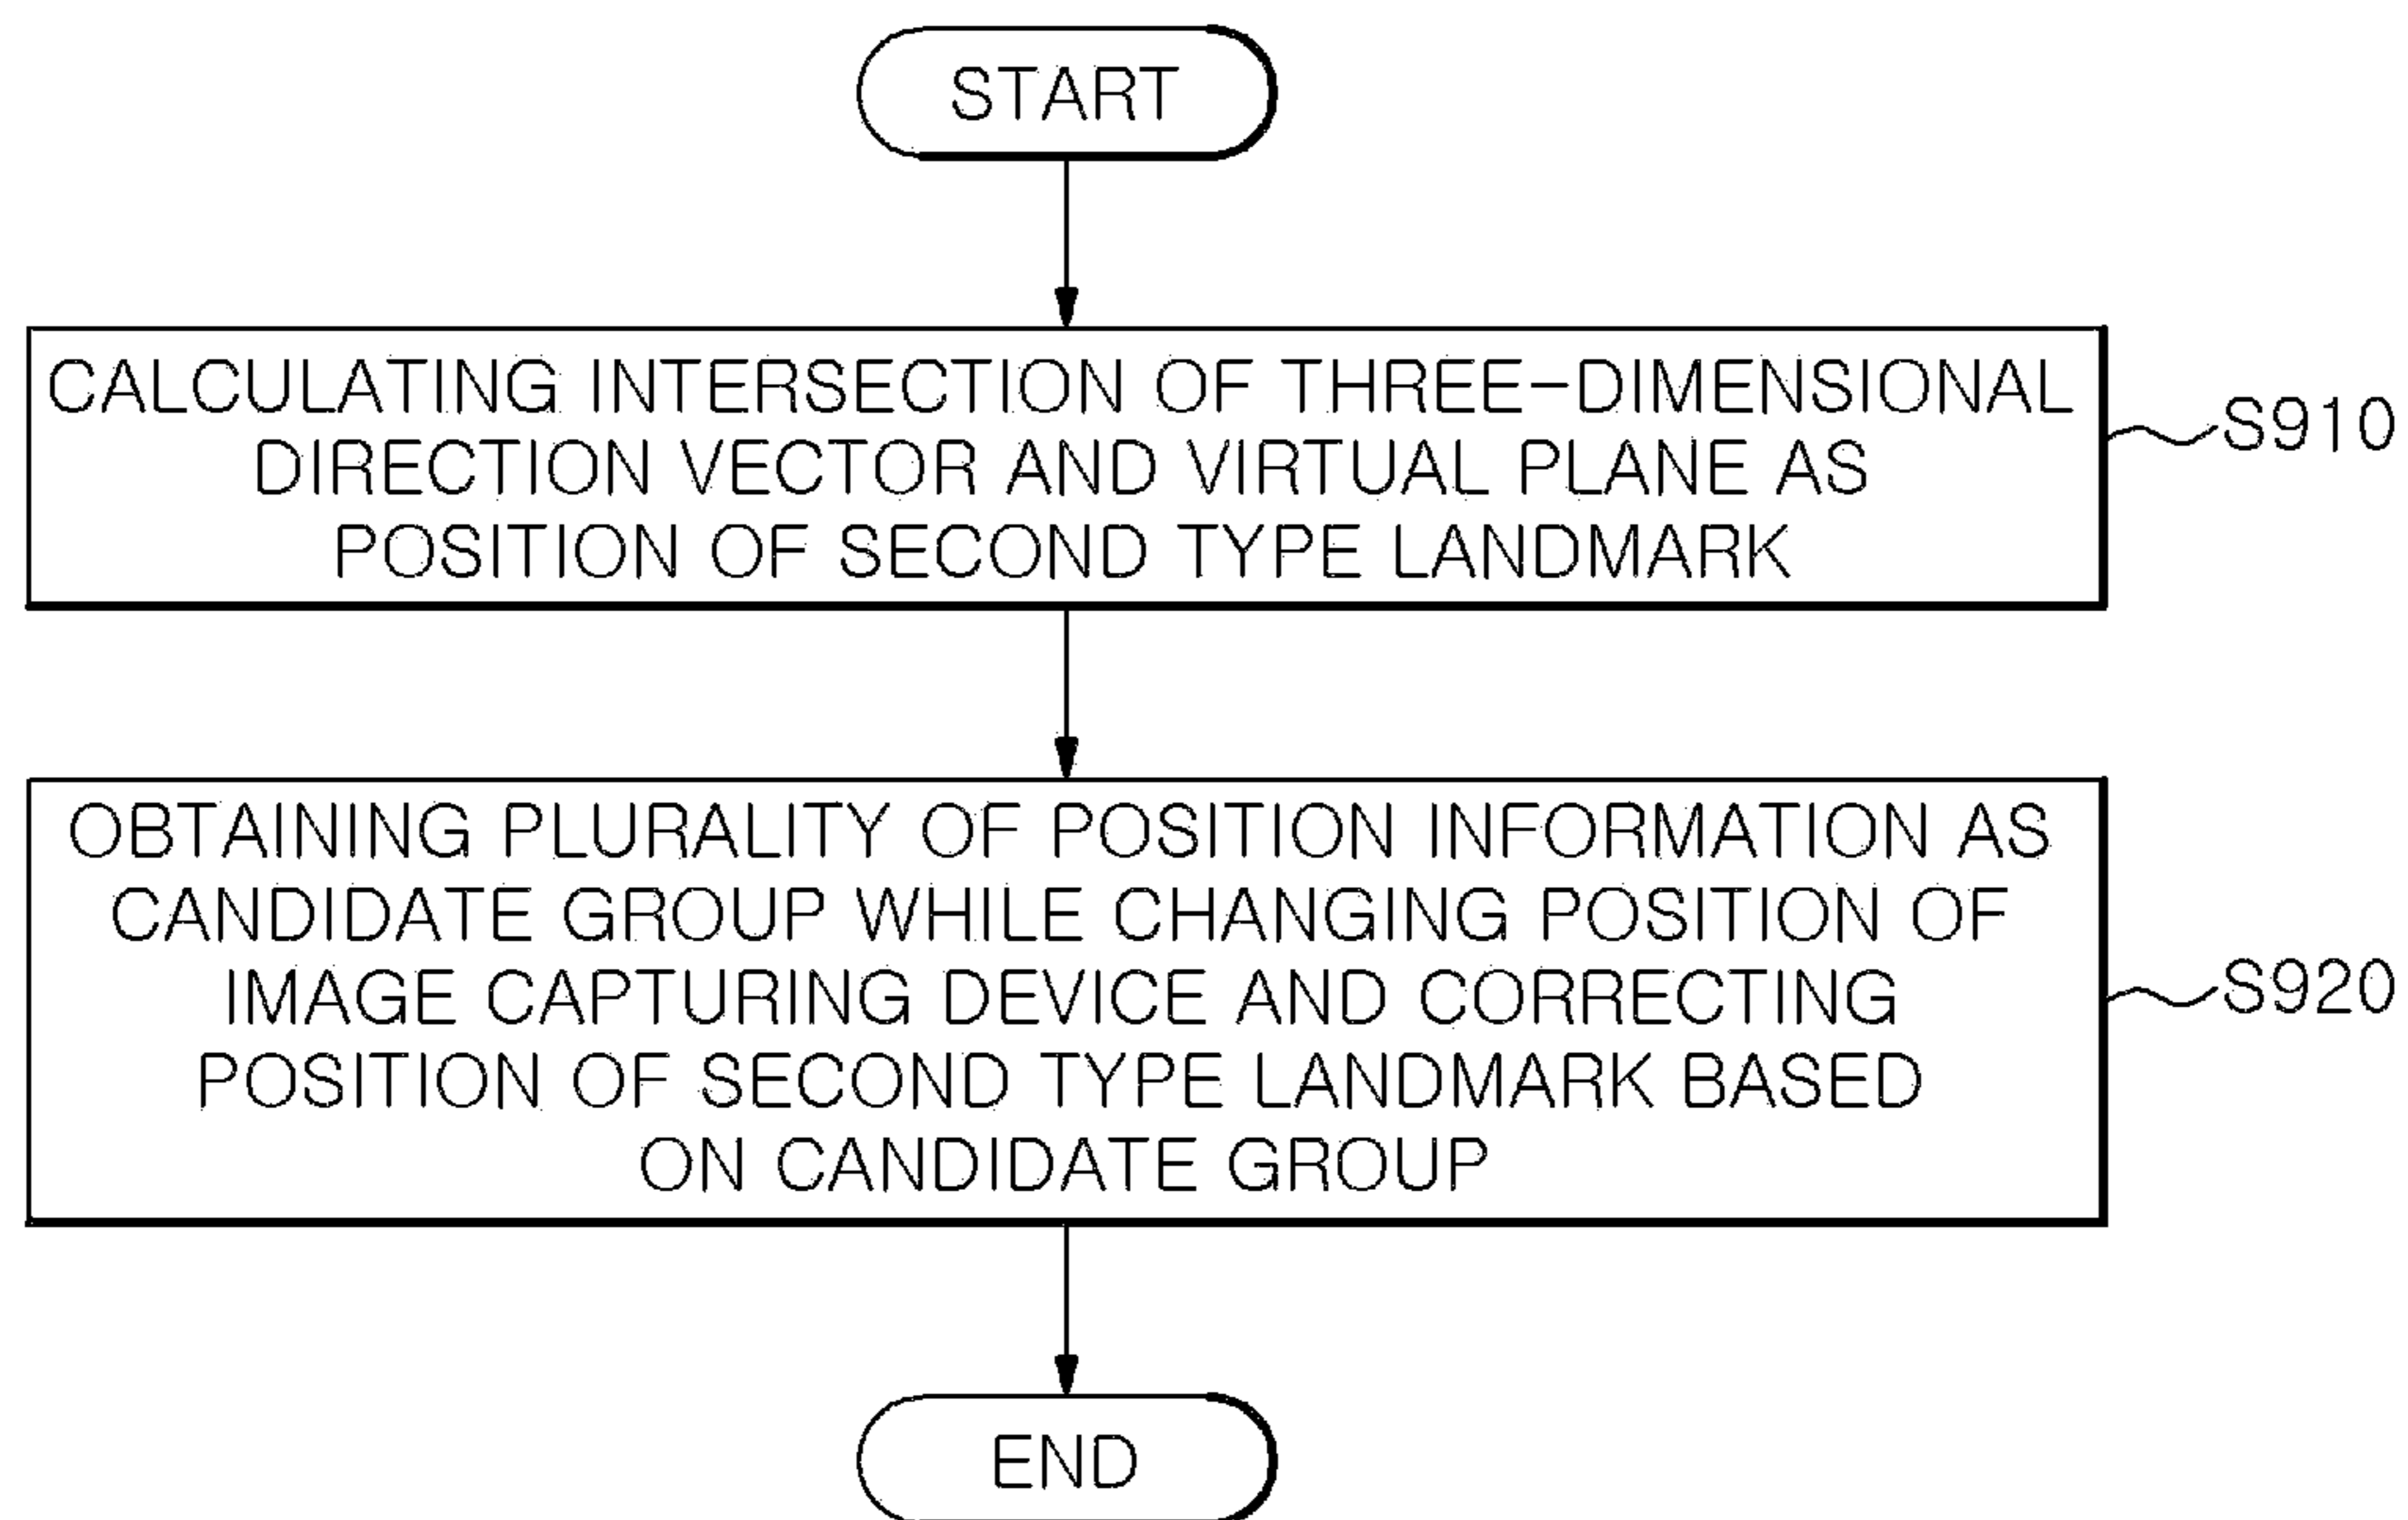 START
CALCULATING INTERSECTION OF THREE-DIMENSIONAL
DIRECTION VECTOR AND VIRTUAL PLANE AS
POSITION OF SECOND TYPE LANDMARK
S910
OBTAINING PLURALITY OF POSITION INFORMATION AS
CANDIDATE GROUP WHILE CHANGING POSITION OF
IMAGE CAPTURING DEVICE AND CORRECTING
POSITION OF SECOND TYPE LANDMARK BASED
ON CANDIDATE GROUP
S920
END